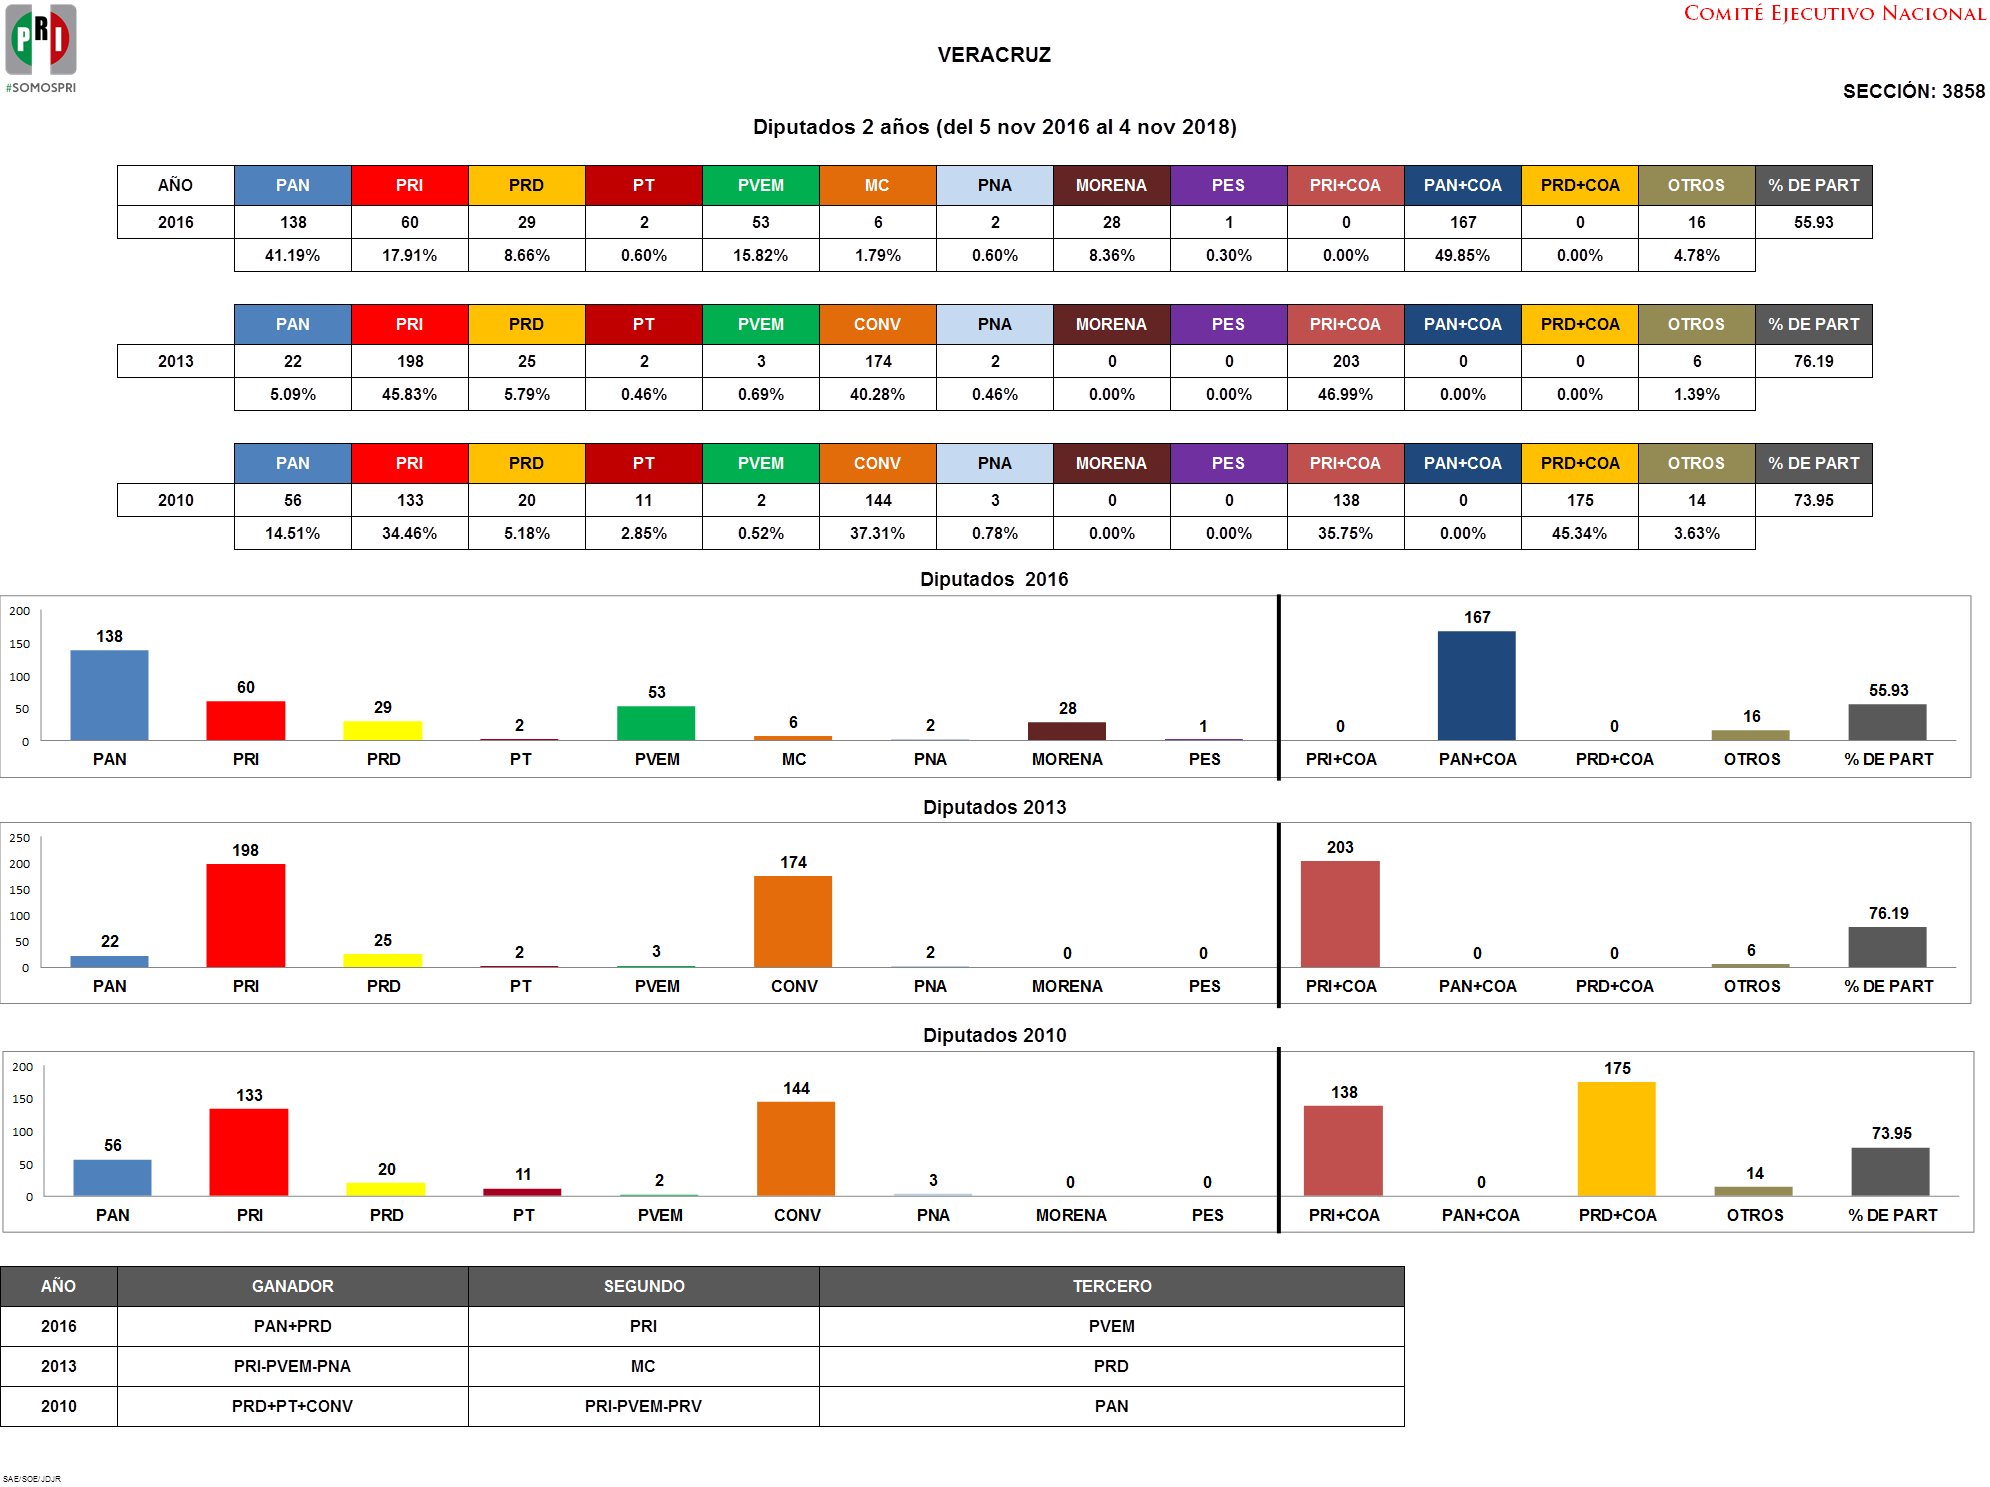 COMITÉ EJECUTIVO NACIONAL
PRI
#SOMOSPRI
VERACRUZ
SECCIÓN: 3858
Diputados 2 años (del 5 nov 2016 al 4 nov 2018)
AÑO PAN PRI PRD PT PVEM MC PNA MORENA PES PRI+COA PAN+COA PRD+COA OTROS % DE PART
2016 138 60 29 2 53 6 2 28 1 0 167 0 16 55.93
41.19% 17.91% 8.66% 0.60% 15.82% 1.79% 0.60% 8.36% 0.30% 0.00% 49.85% 0.00% 4.78%
PAN PRI PRD PT PVEM CONV PNA MORENA PES PRI+COA PAN+COA PRD+COA OTROS % DE PART
2013 22 198 25 2 3 174 2 0 0 203 0 0 6 76.19
5.09% 45.83% 5.79% 0.46% 0.69% 40.28% 0.46% 0.00% 0.00% 46.99% 0.00% 0.00% 1.39%
PAN PRI PRD PT PVEM CONV PNA MORENA PES PRI+COA PAN+COA PRD+COA OTROS % DE PART
2010 56 133 20 11 2 144 3 0 0 138 0 175 14 73.95
14.51% 34.46% 5.18% 2.85% 0.52% 37.31% 0.78% 0.00% 0.00% 35.75% 0.00% 45.34% 3.63%
Diputados 2016
200
150
100
50
0
138 60 29 2 53 6 2 28 1 0 167 0 16 55.93
PAN PRI PRD PT PVEM MC PNA MORENA PES PRI+COA PAN+COA PRD+COA OTROS % DE PART
Diputados 2013
250
200
150
100
50
0
22 198 25 2 3 174 2 0 0 203 0 0 6 76.19
PAN PRI PRD PT PVEM CONV PNA MORENA PES PRI+COA PAN+COA PRD+COA OTROS % DE PART
Diputados 2010
200
150
100
50
0
56 133 20 11 2 144 3 0 0 138 0 175 14 73.95
PAN PRI PRD PT PVEM CONV PNA MORENA PES PRI+COA PAN+COA PRD+COA OTROS % DE PART
AÑO GANADOR SEGUNDO TERCERO
2016 PAN+PRD PRI PVEM
2013 PRI-PVEM-PNA MC PRD
2010 PRD+PT+CONV PRI-PVEM-PRV PAN
SAE/SOE/JDJR